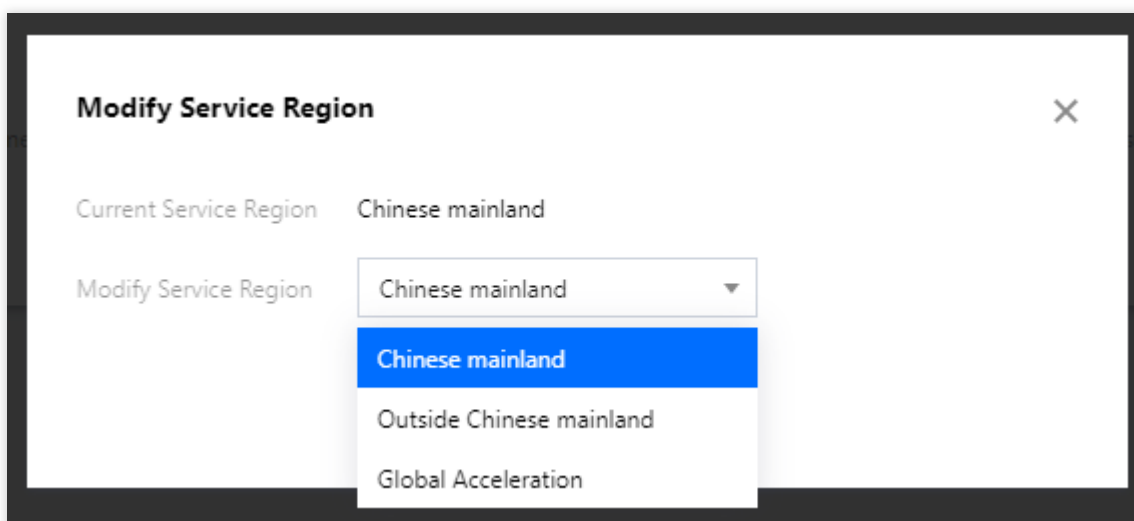 Modify Service Region
Current Service Region Chinese mainland
Modify Service Region Chinese mainland
Chinese mainland
Outside Chinese mainland
Global Acceleration